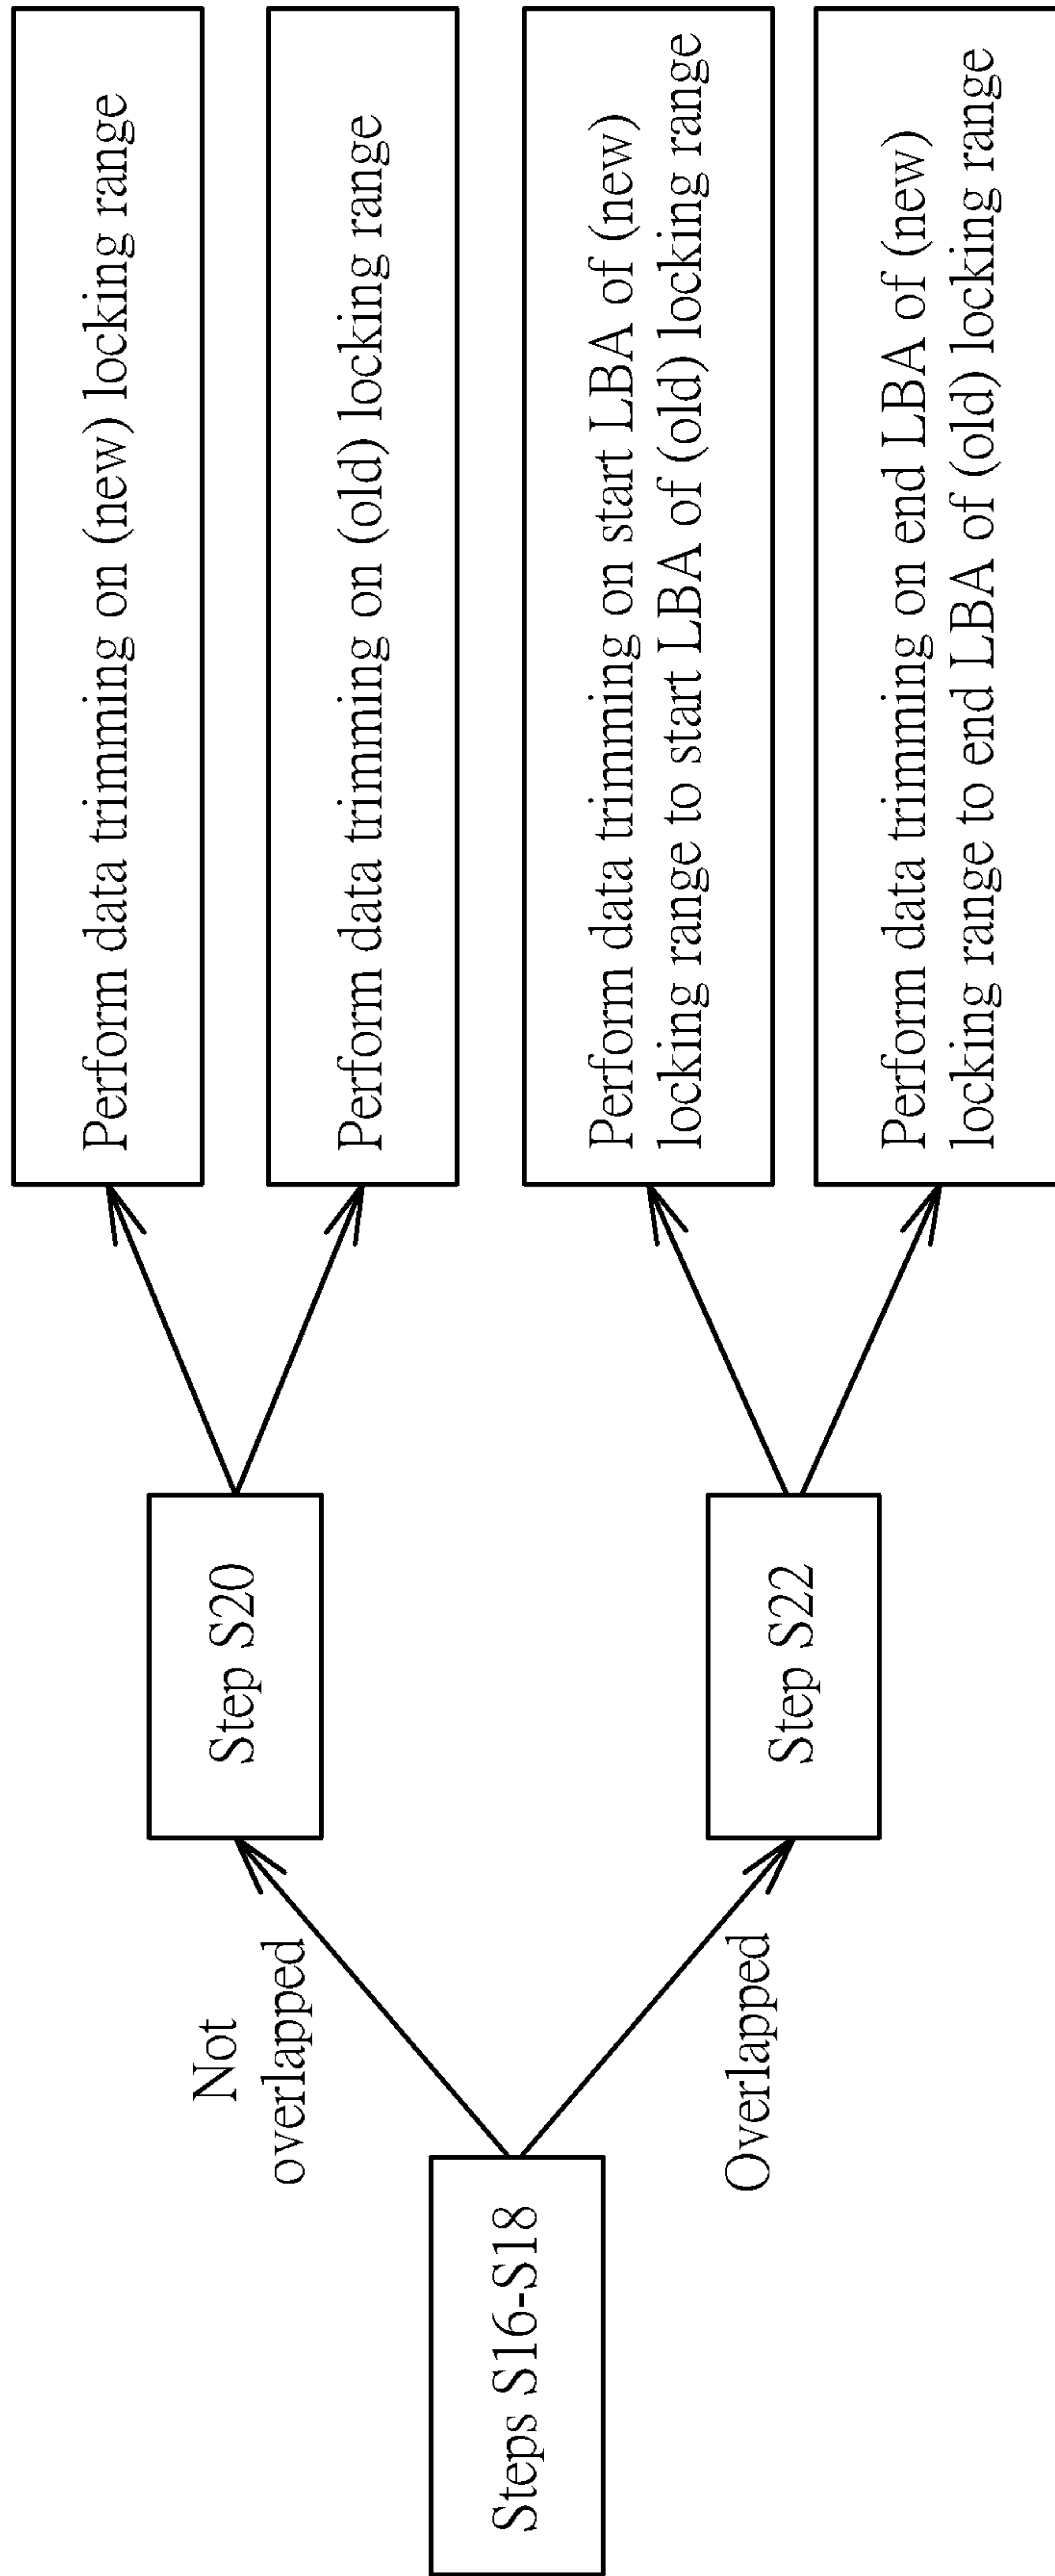 Steps S16-S18
Not
overlapped
Overlapped
Step S20
Step S22
Perform data trimming on (new) locking range
Perform data trimming on (old) locking range
Perform data trimming on start LBA of (new)
locking range to start LBA of (old) locking range
Perform data trimming on end LBA of (new)
locking range to end LBA of (old) locking range